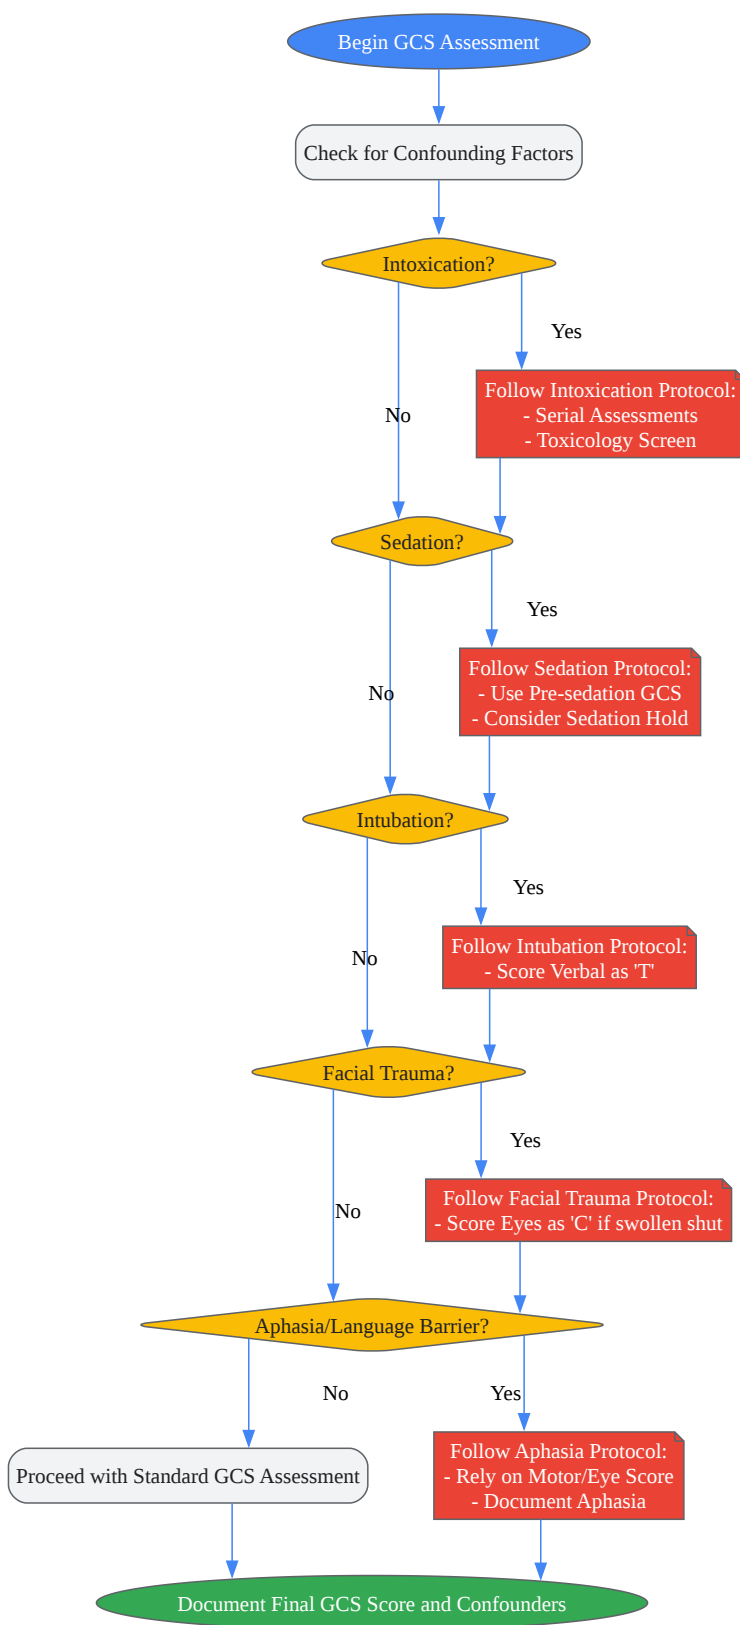 Begin GCS Assessment
Check for Confounding Factors
Intoxication?
Yes
Follow Intoxication Protocol:
- Serial Assessments
- Toxicology Screen
No
Sedation?
Yes
Follow Sedation Protocol:
- Use Pre-sedation GCS
- Consider Sedation Hold
No
Intubation?
Yes
Follow Intubation Protocol:
- Score Verbal as 'T'
No
Facial Trauma?
Yes
Follow Facial Trauma Protocol:
- Score Eyes as 'C' if swollen shut
No
Aphasia/Language Barrier?
No
Yes
Follow Aphasia Protocol:
- Rely on Motor/Eye Score
- Document Aphasia
Proceed with Standard GCS Assessment
Document Final GCS Score and Confounders